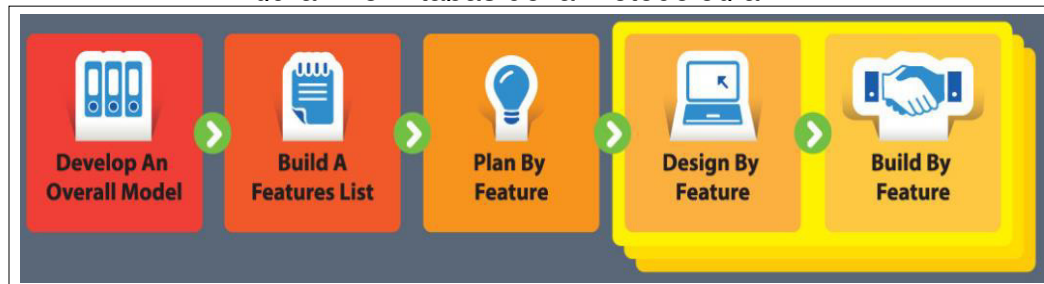 Develop An
Overall Model
Build A
Features List
Plan By
Feature
Design By
Feature
Build By
Feature